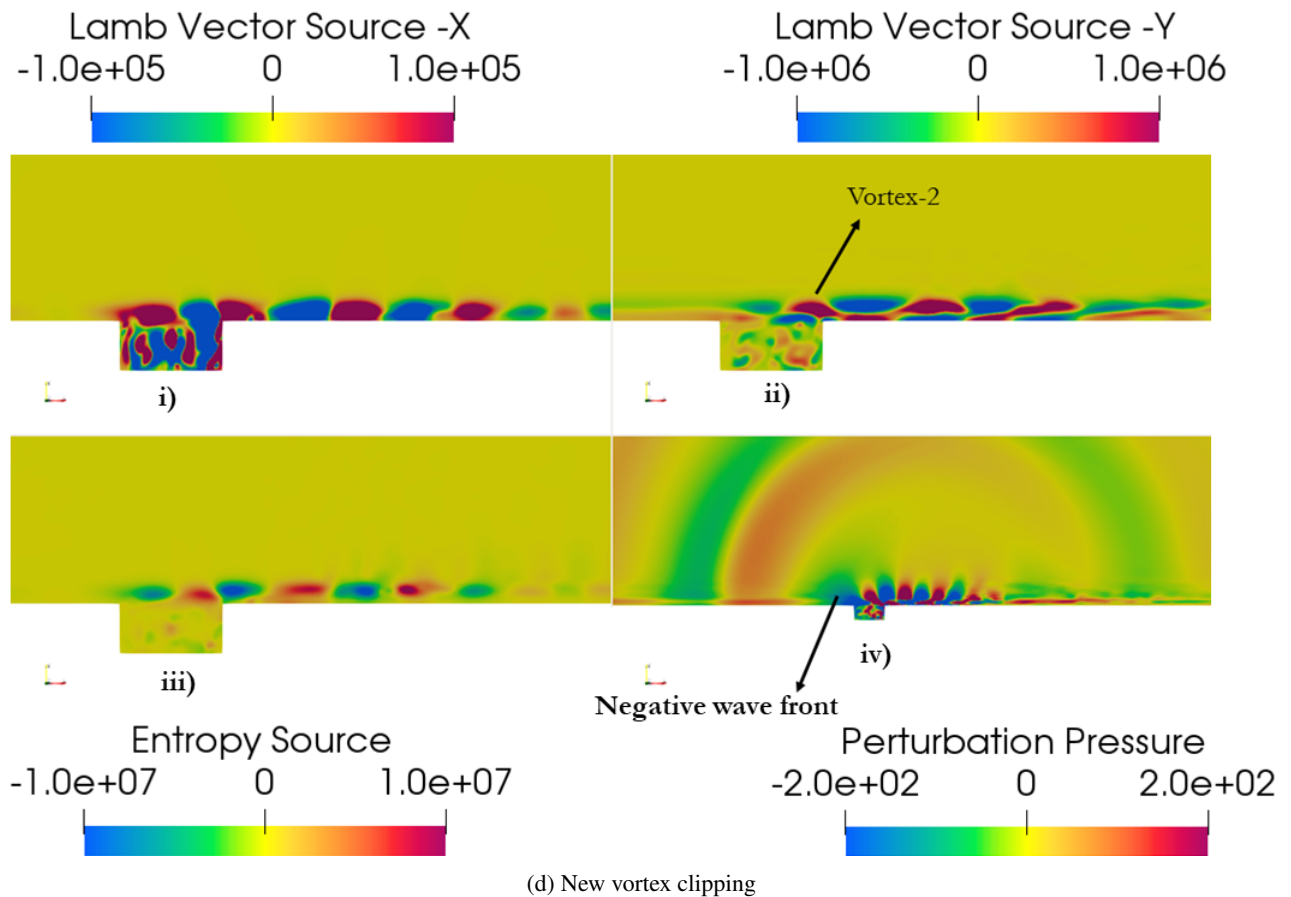 Lamb Vector Source -X
-1.0e+05 0 1.0e+05
Lamb Vector Source -Y
-1.0e+06 0 1.0e+06
Vortex-2
i)
ii)
iii)
iv)
Negative wave front
Entropy Source
-1.0e+07 0 1.0e+07
Perturbation Pressure
-2.0e+02 0 2.0e+02
(d) New vortex clipping